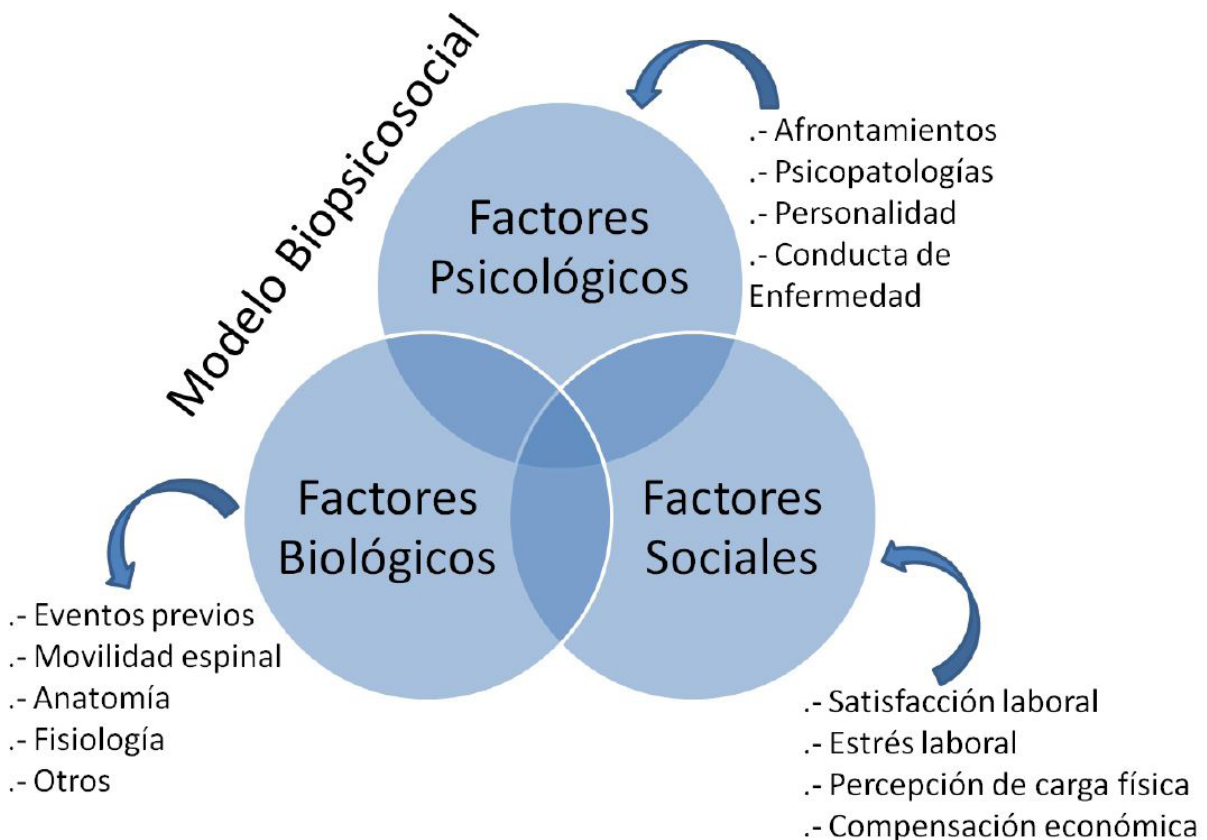 Modelo Biopsicosocial
Factores
Psicológicos
.- Afrontamientos
.- Psicopatologías
.- Personalidad
.- Conducta de
Enfermedad
Factores
Biológicos
Factores
Sociales
.- Eventos previos
.- Movilidad espinal
.- Anatomía
.- Fisiología
.- Otros
.- Satisfacción laboral
.- Estrés laboral
.- Percepción de carga física
.- Compensación económica